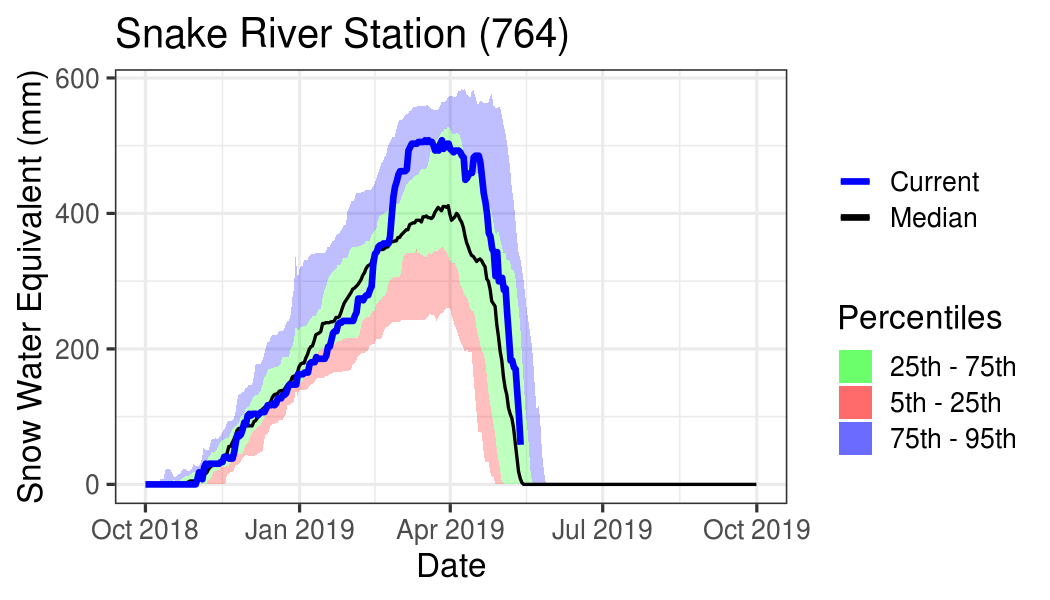 Snake River Station (764)
Snow Water Equivalent (mm)
600
400
200
0
Oct 2018
Jan 2019
Apr 2019
Jul 2019
Oct 2019
Date
Current
Median
Percentiles
25th - 75th
5th - 25th
75th - 95th